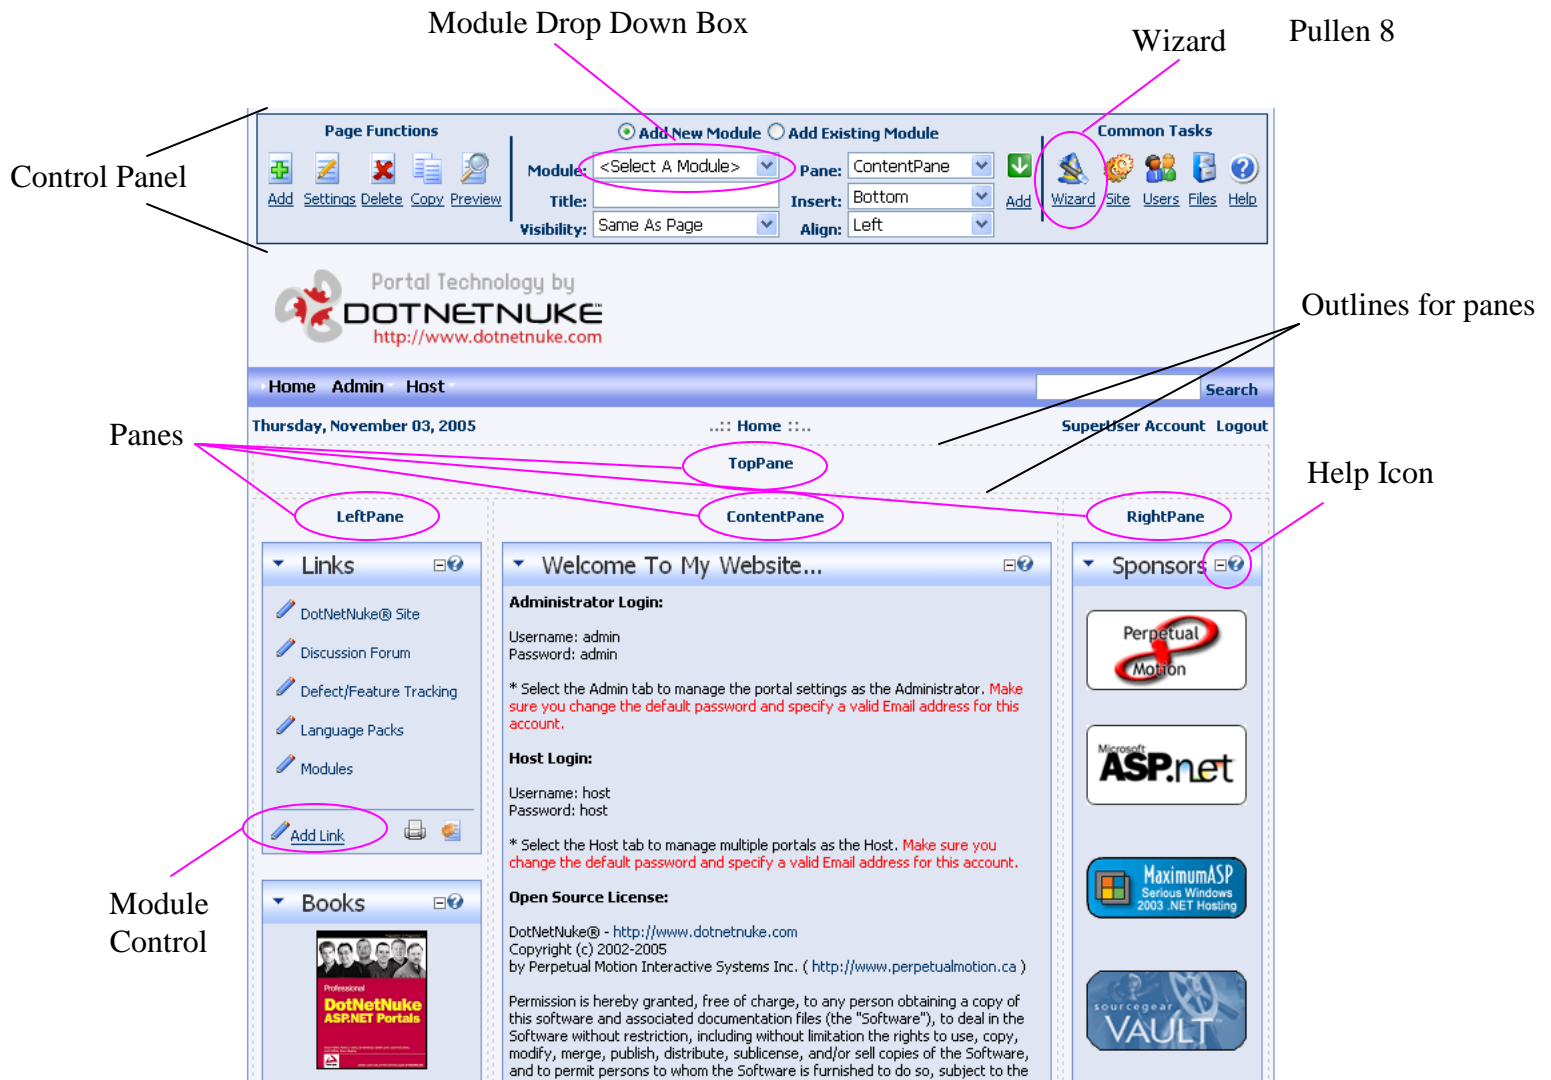 Module Drop Down Box
Wizard
Pullen 8
Control Panel
Page Functions
Add Settings Delete Copy Preview
Add New Module Add Existing Module
Module: <Select A Module> Pane: ContentPane
Title: Insert: Bottom
Visibility: Same As Page Align: Left
Add
Common Tasks
Wizard Site Users Files Help
Portal Technology by
DOTNETNUKE
http://www.dotnetnuke.com
Outlines for panes
Home Admin Host
Search
Thursday, November 03, 2005
..:: Home ::..
SuperUser Account Logout
Panes
TopPane
Help Icon
LeftPane
ContentPane
RightPane
Links
DotNetNuke® Site
Discussion Forum
Defect/Feature Tracking
Language Packs
Modules
Add Link
Module
Control
Books
Professional
DotNetNuke
ASP.NET Portals
Welcome To My Website...
Administrator Login:
Username: admin
Password: admin
* Select the Admin tab to manage the portal settings as the Administrator. Make
sure you change the default password and specify a valid Email address for this
account.
Host Login:
Username: host
Password: host
* Select the Host tab to manage multiple portals as the Host. Make sure you
change the default password and specify a valid Email address for this account.
Open Source License:
DotNetNuke® - http://www.dotnetnuke.com
Copyright (c) 2002-2005
by Perpetual Motion Interactive Systems Inc. ( http://www.perpetualmotion.ca )
Permission is hereby granted, free of charge, to any person obtaining a copy of
this software and associated documentation files (the "Software"), to deal in the
Software without restriction, including without limitation the rights to use, copy,
modify, merge, publish, distribute, sublicense, and/or sell copies of the Software,
and to permit persons to whom the Software is furnished to do so, subject to the
Sponsors
Perpetual
Motion
Microsoft
ASP.net
MaximumASP
Serious Windows
2003 .NET Hosting
sourcegear
VAULT